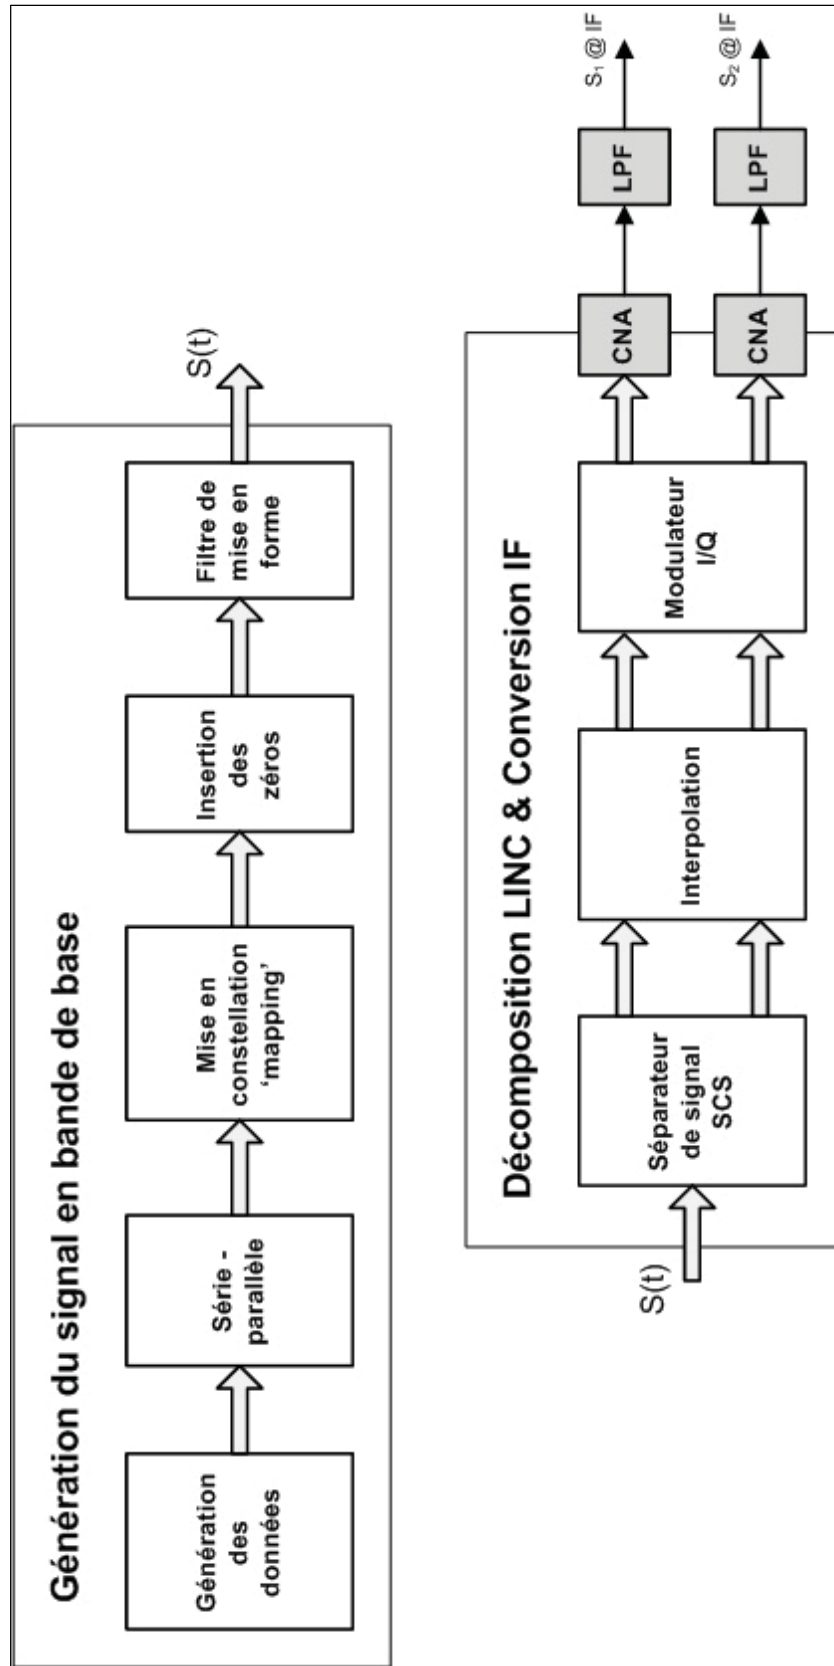 Génération du signal en bande de base
Génération
des
données
Série -
parallèle
Mise en
constellation
‘mapping’
Insertion
des
zéros
Filtre de
mise en
forme
S(t)
Décomposition LINC & Conversion IF
S(t)
Séparateur
de signal
SCS
Interpolation
Modulateur
I/Q
CNA
LPF
S₁ @ IF
CNA
LPF
S₂ @ IF